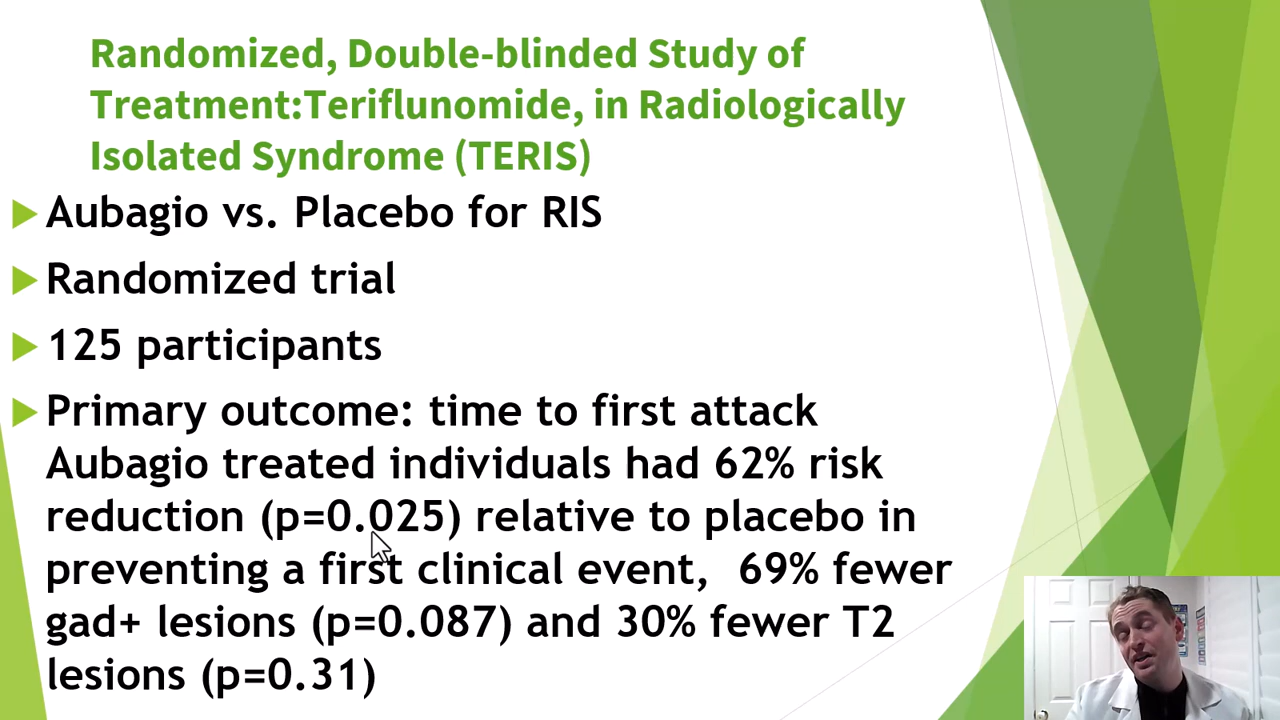 Randomized, Double-blinded Study of
Treatment:Teriflunomide, in Radiologically
Isolated Syndrome (TERIS)
Aubagio vs. Placebo for RIS
Randomized trial
125 participants
Primary outcome: time to first attack
Aubagio treated individuals had 62% risk
reduction (p=0.025) relative to placebo in
preventing a first clinical event, 69% fewer
gad+ lesions (p=0.087) and 30% fewer T2
lesions (p=0.31)